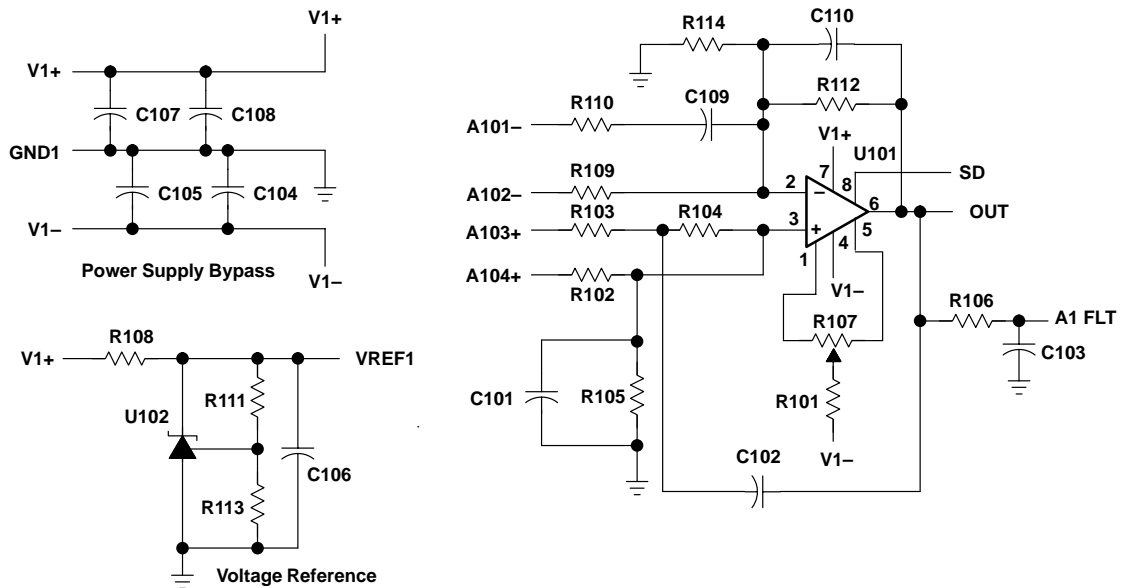 V1+
V1+
C107
C108
GND1
C105
C104
V1–
Power Supply Bypass
V1–
R108
V1+
VREF1
R111
U102
C106
R113
Voltage Reference
C110
R114
R112
R110
C109
A101–
V1+
U101
7
R109
8
SD
A102–
2
–
6
OUT
R103
R104
3
+
5
A103+
4
1
A104+
R102
V1–
R106
R107
A1 FLT
C103
C101
R105
R101
V1–
C102